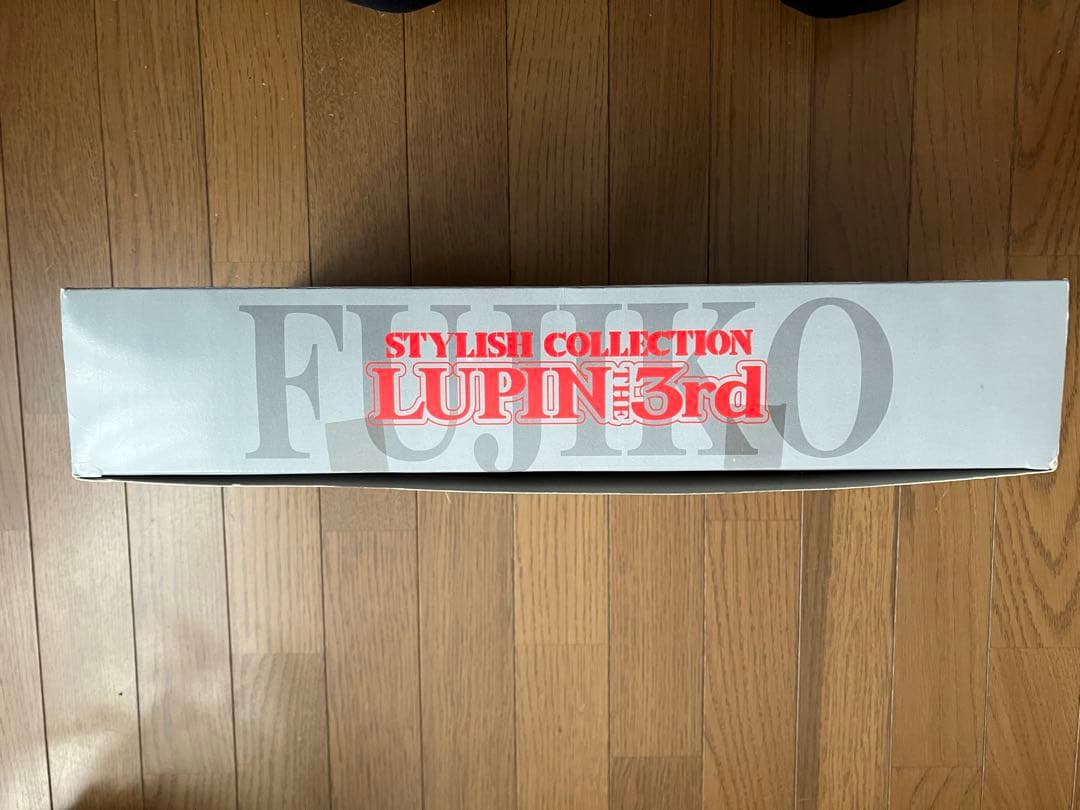 FUJIKO
STYLISH COLLECTION
LUPIN THE 3rd